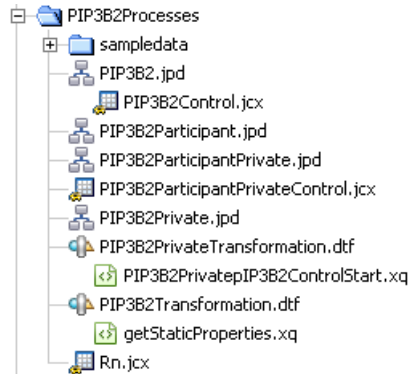 PIP3B2Processes
sampledata
PIP3B2.jpd
PIP3B2Control.jcx
PIP3B2Participant.jpd
PIP3B2ParticipantPrivate.jpd
PIP3B2ParticipantPrivateControl.jcx
PIP3B2Private.jpd
PIP3B2PrivateTransformation.dtf
PIP3B2PrivatepIP3B2ControlStart.xq
PIP3B2Transformation.dtf
getStaticProperties.xq
Rn.jcx